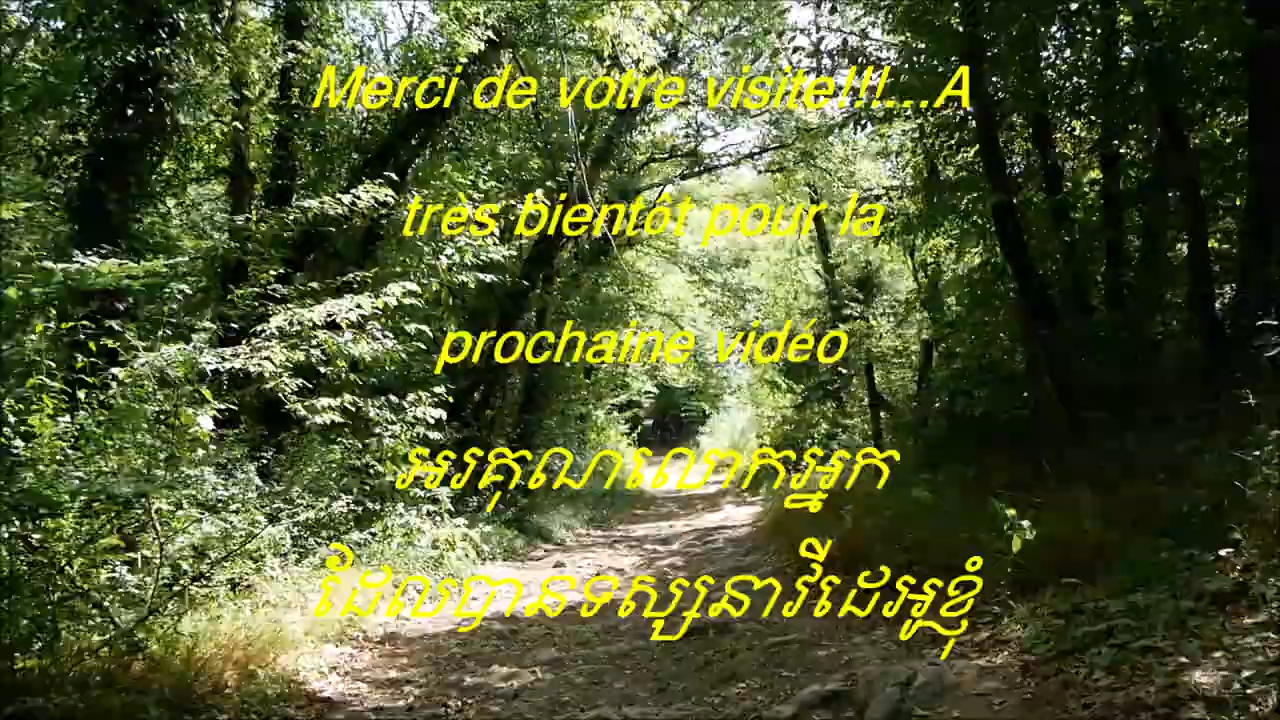 Merci de votre visite!!!...A
très bientôt pour la
prochaine vidéo
អរគុណលោកអ្នក
ដែលបានទស្សនាវីដេអូខ្ញុំ